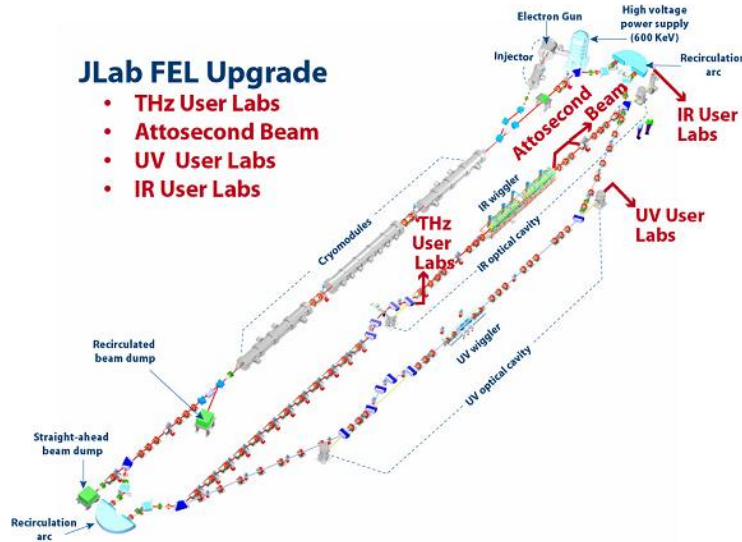 Electron Gun
High voltage
power supply
(600 KeV)
Injector
Recirculation
arc
JLab FEL Upgrade
• THz User Labs
• Attosecond Beam
• UV User Labs
• IR User Labs
Attosecond
Beam
IR User
Labs
IR wiggler
UV User
Labs
Cryomodules
THz
User
Labs
IR optical cavity
UV wiggler
UV optical cavity
Recirculated
beam dump
Straight-ahead
beam dump
Recirculation
arc